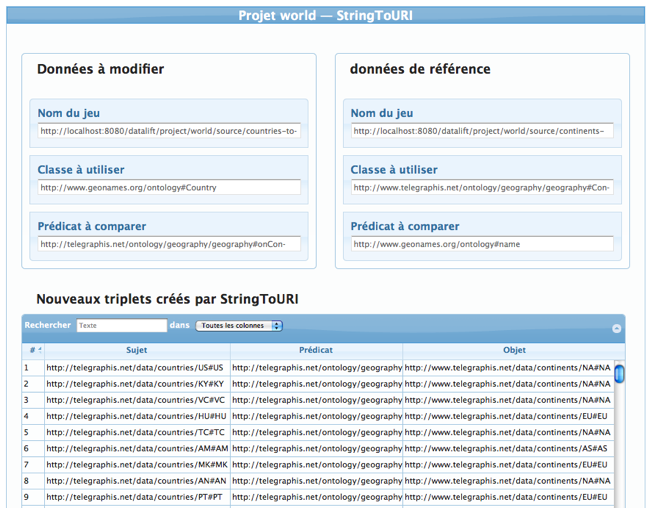 Projet world — StringToURI
Données à modifier
Nom du jeu
http://localhost:8080/datalift/project/world/source/countries-to-
Classe à utiliser
http://www.geonames.org/ontology#Country
Prédicat à comparer
http://telegraphis.net/ontology/geography/geography#onCon-
données de référence
Nom du jeu
http://localhost:8080/datalift/project/world/source/continents-
Classe à utiliser
http://www.telegraphis.net/ontology/geography/geography#Con-
Prédicat à comparer
http://www.geonames.org/ontology#name
Nouveaux triplets créés par StringToURI
Rechercher Texte dans Toutes les colonnes
# Sujet Prédicat Objet
1 http://telegraphis.net/data/countries/US#US http://telegraphis.net/ontology/geography http://www.telegraphis.net/data/continents/NA#NA
2 http://telegraphis.net/data/countries/KY#KY http://telegraphis.net/ontology/geography http://www.telegraphis.net/data/continents/NA#NA
3 http://telegraphis.net/data/countries/VC#VC http://telegraphis.net/ontology/geography http://www.telegraphis.net/data/continents/NA#NA
4 http://telegraphis.net/data/countries/HU#HU http://telegraphis.net/ontology/geography http://www.telegraphis.net/data/continents/EU#EU
5 http://telegraphis.net/data/countries/TC#TC http://telegraphis.net/ontology/geography http://www.telegraphis.net/data/continents/NA#NA
6 http://telegraphis.net/data/countries/AM#AM http://telegraphis.net/ontology/geography http://www.telegraphis.net/data/continents/AS#AS
7 http://telegraphis.net/data/countries/MK#MK http://telegraphis.net/ontology/geography http://www.telegraphis.net/data/continents/EU#EU
8 http://telegraphis.net/data/countries/AN#AN http://telegraphis.net/ontology/geography http://www.telegraphis.net/data/continents/NA#NA
9 http://telegraphis.net/data/countries/PT#PT http://telegraphis.net/ontology/geography http://www.telegraphis.net/data/continents/EU#EU